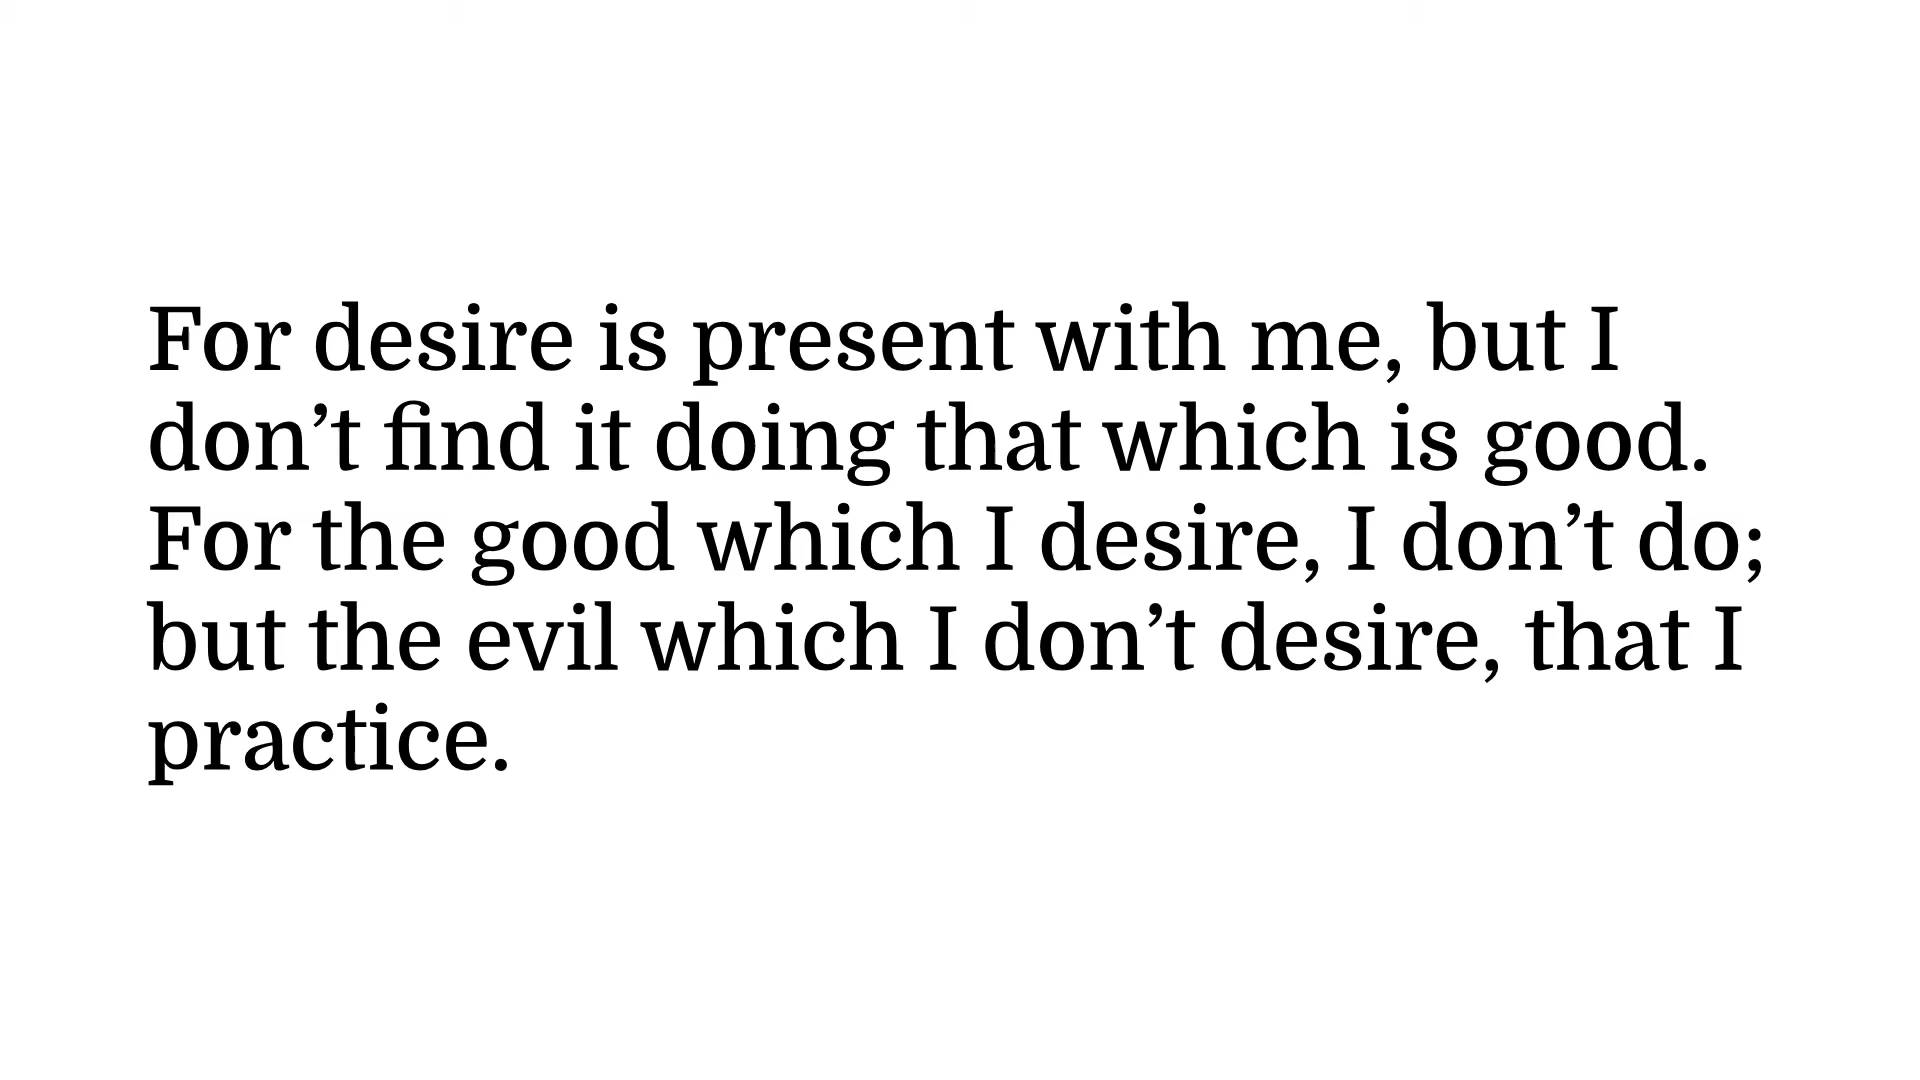 For desire is present with me, but I
don’t find it doing that which is good.
For the good which I desire, I don’t do;
but the evil which I don’t desire, that I
practice.